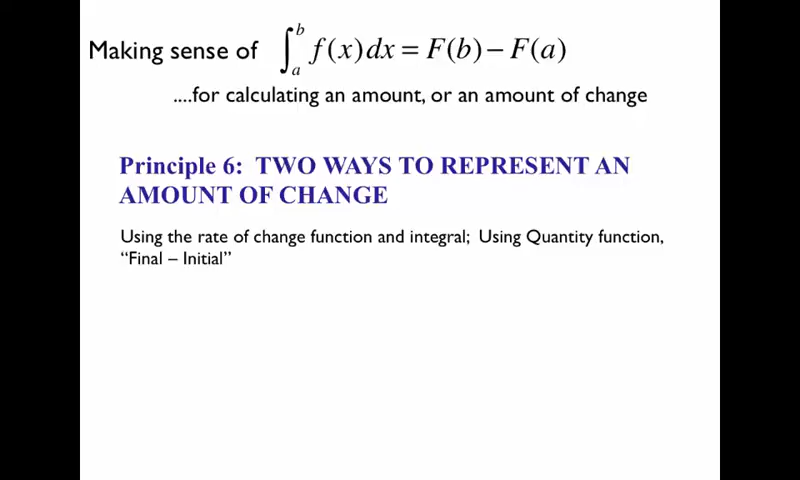 Making sense of ∫_a^b f(x)dx = F(b) − F(a)
....for calculating an amount, or an amount of change
Principle 6: TWO WAYS TO REPRESENT AN
AMOUNT OF CHANGE
Using the rate of change function and integral; Using Quantity function,
“Final – Initial”